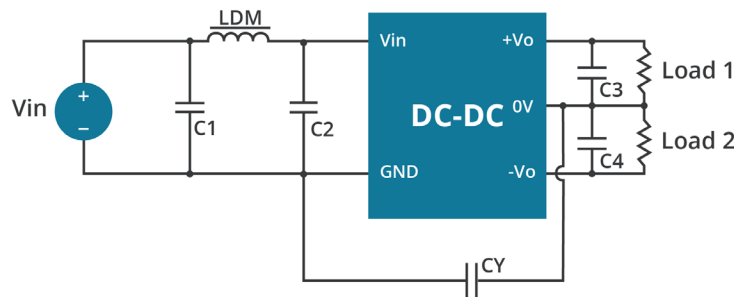 LDM
Vin
+
−
C1
C2
Vin
GND
DC-DC
+Vo
0V
-Vo
C3
C4
Load 1
Load 2
CY